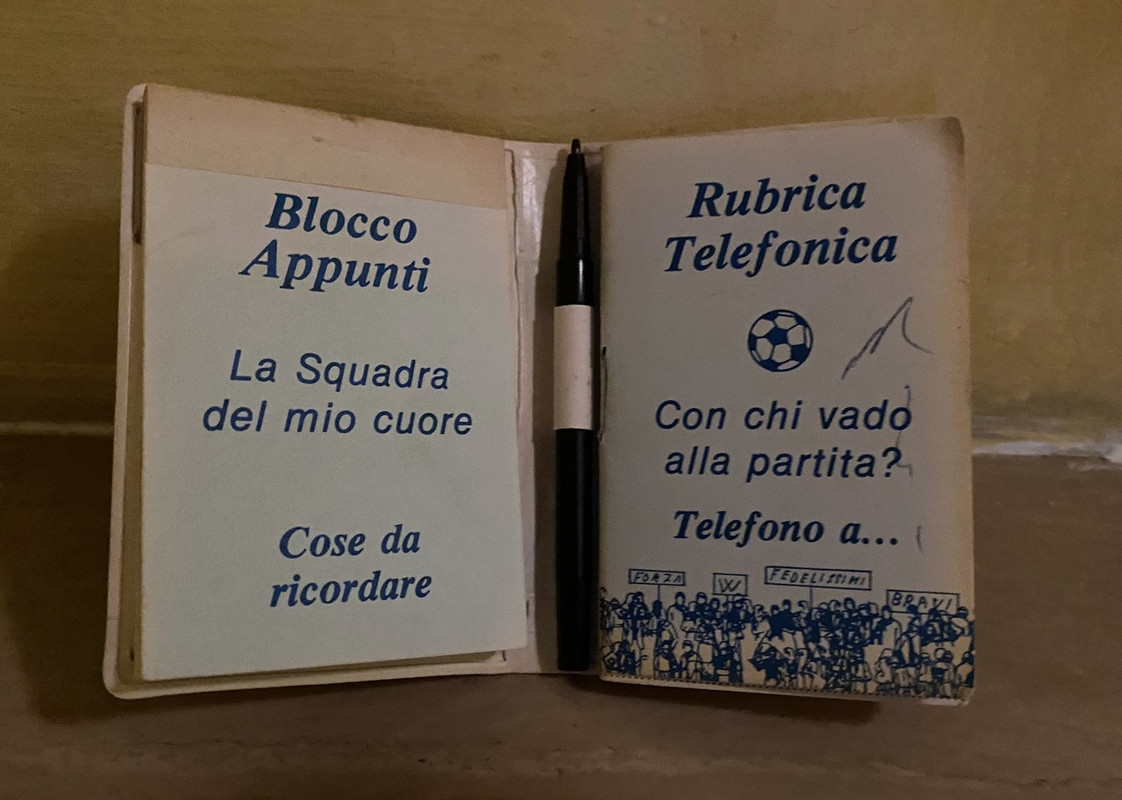 Blocco
Appunti
La Squadra
del mio cuore
Cose da
ricordare
Rubrica
Telefonica
Con chi vado
alla partita?
Telefono a...
FORZA
W
FEDELISSIMI
BRAVI